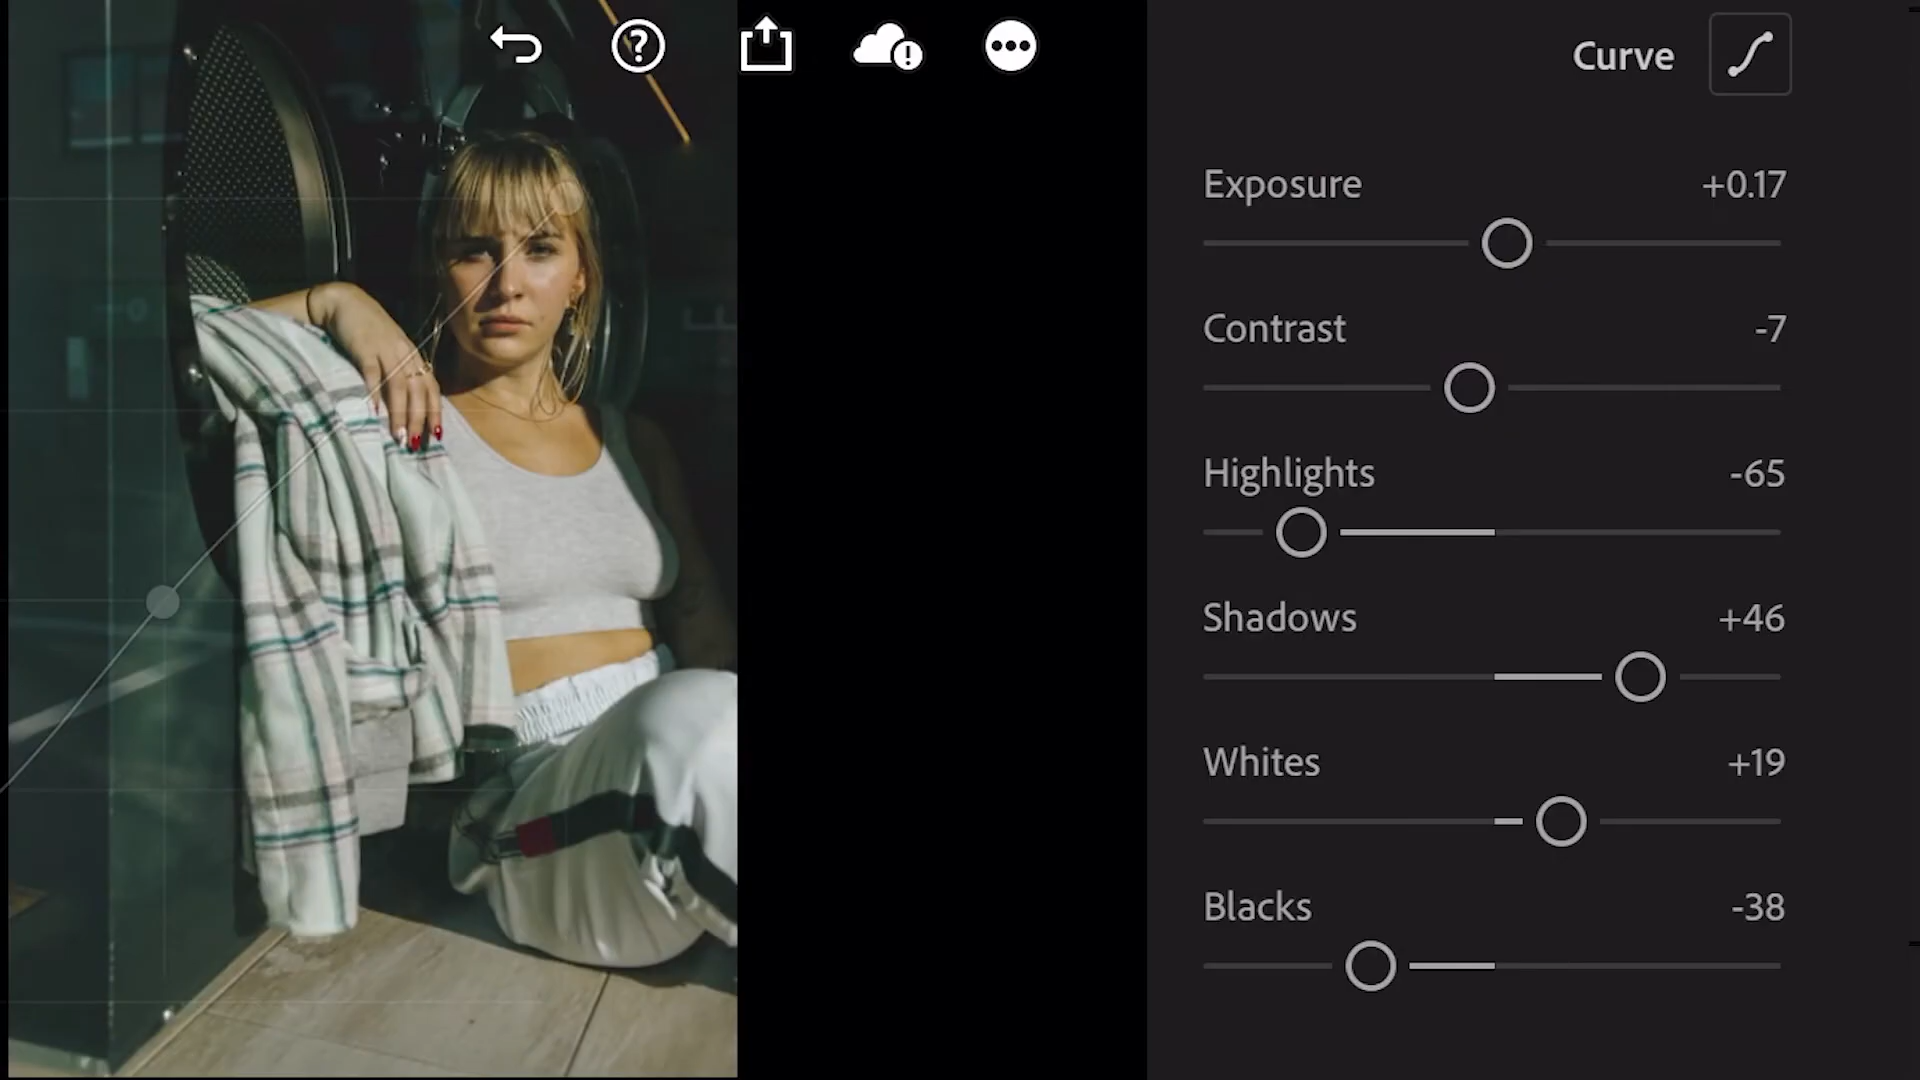 Curve
Exposure +0.17
Contrast -7
Highlights -65
Shadows +46
Whites +19
Blacks -38